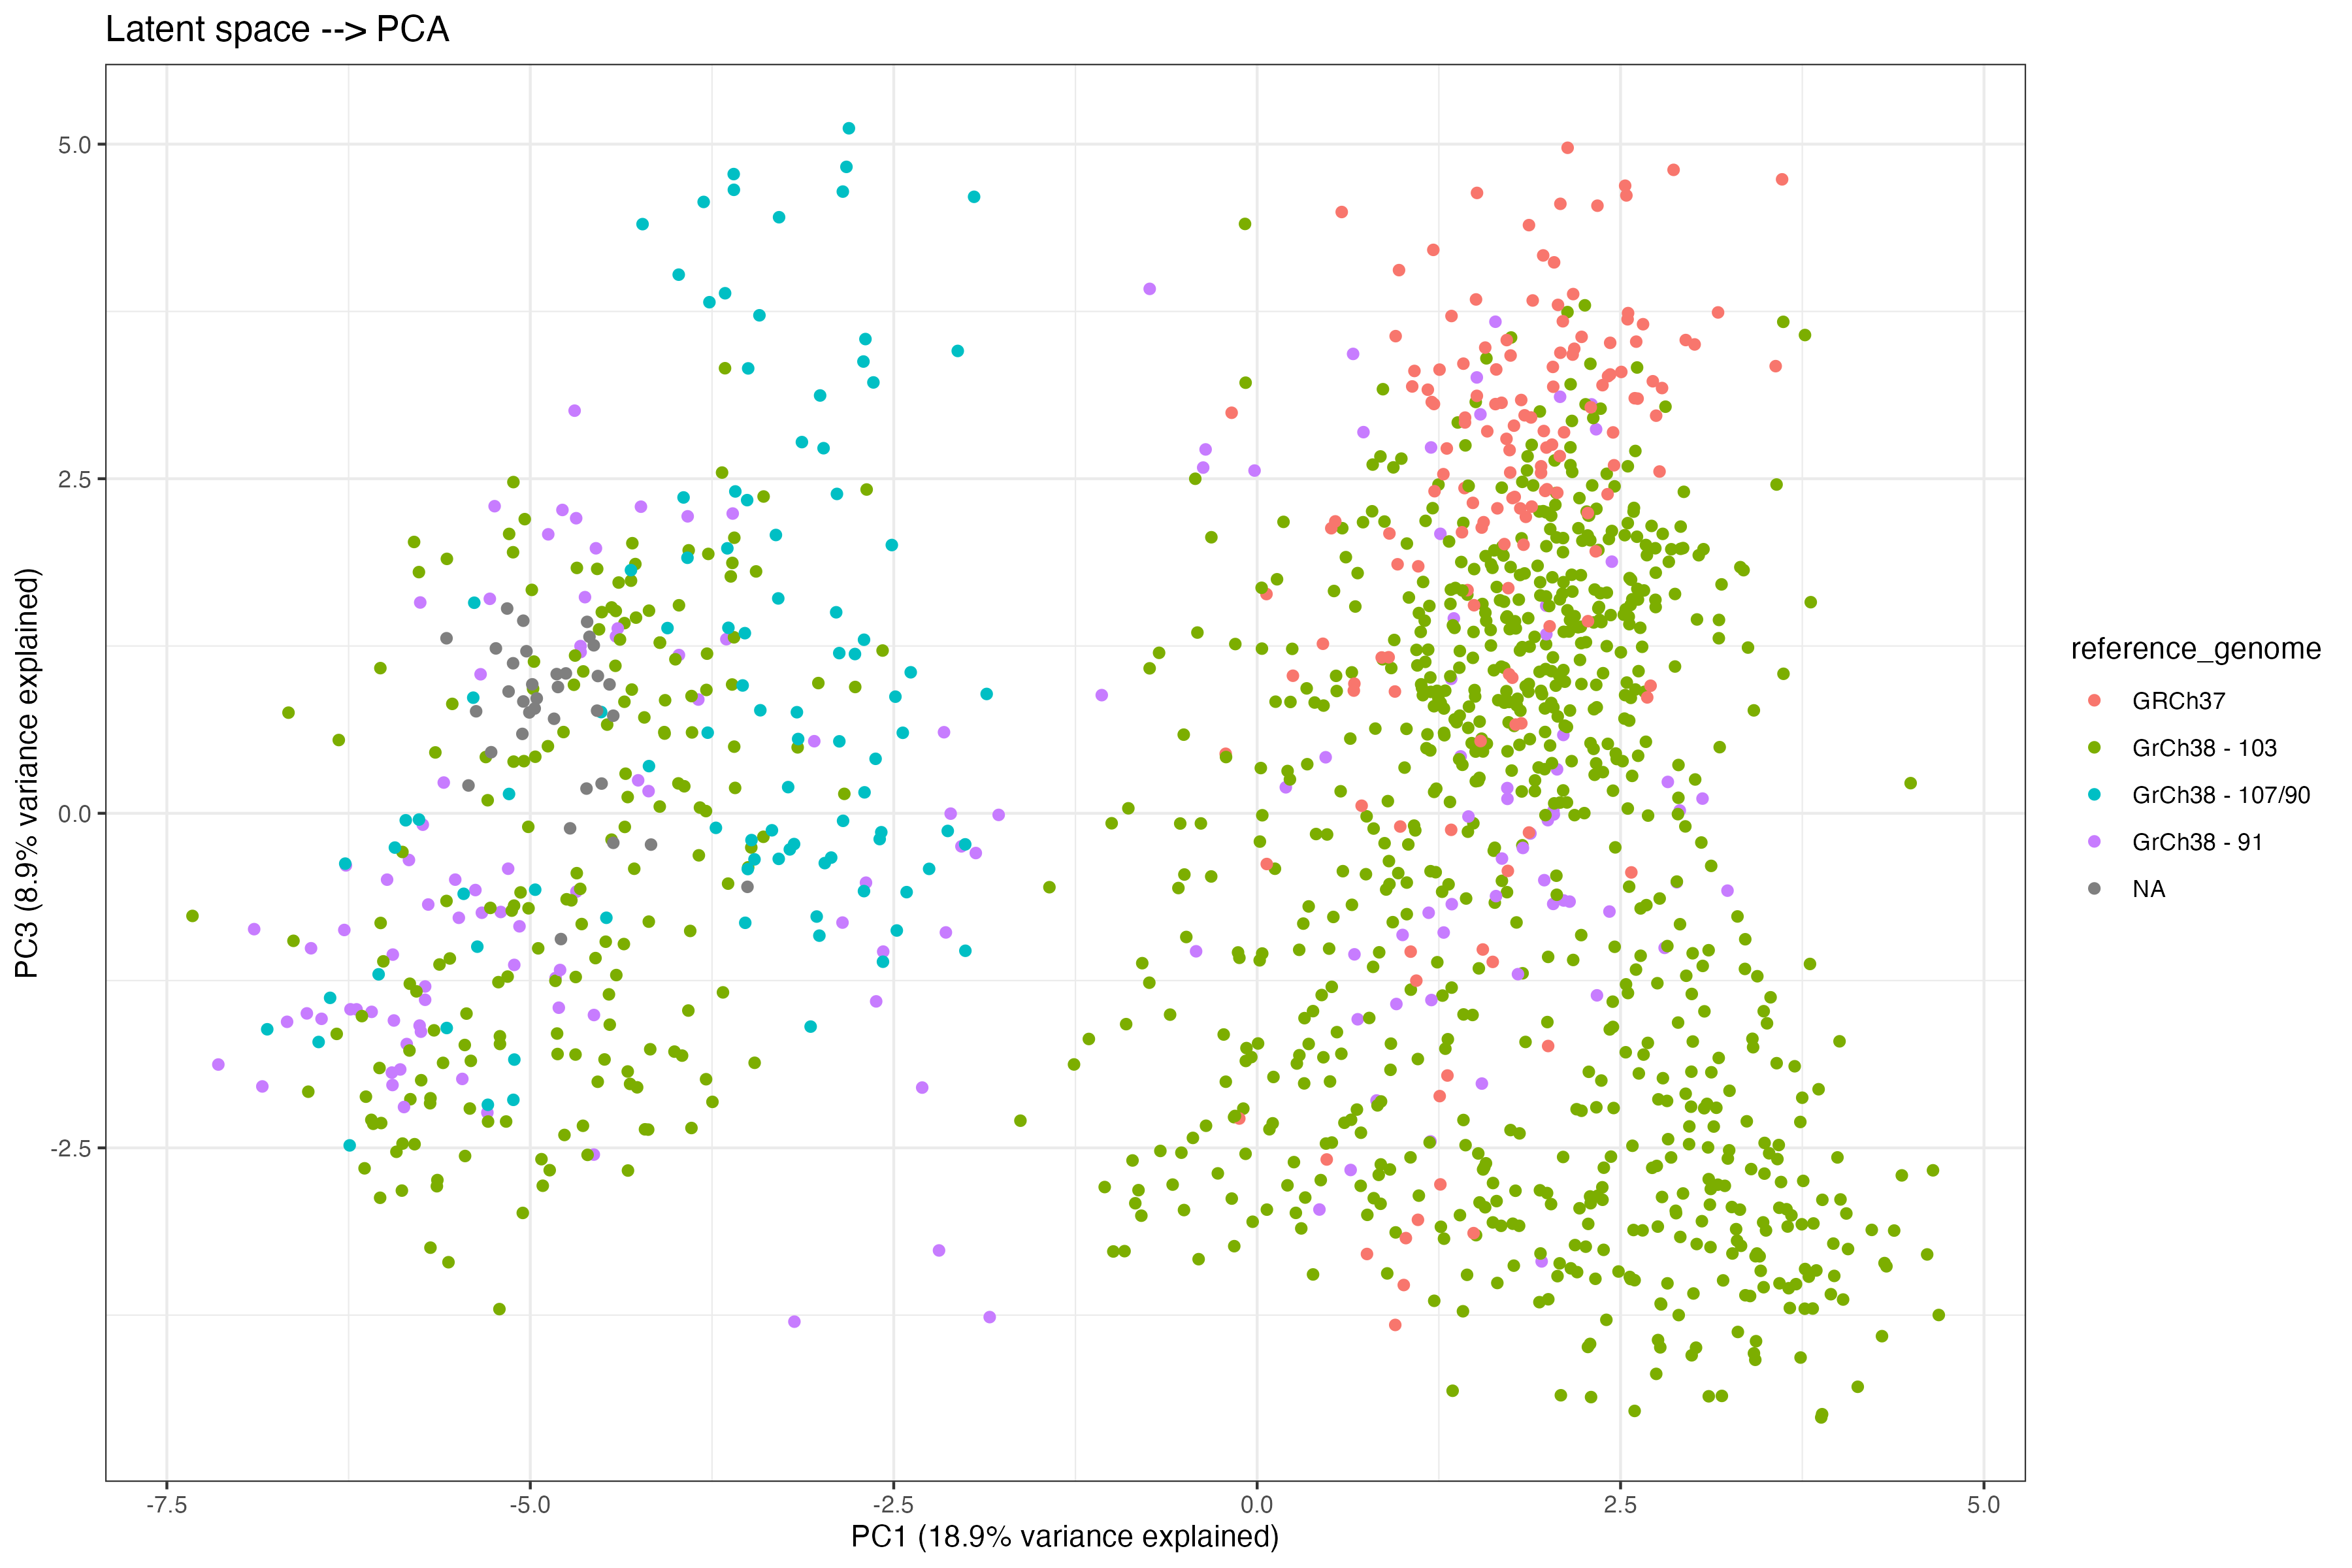 Latent space --> PCA
5.0
2.5
0.0
-2.5
PC3 (8.9% variance explained)
-7.5
-5.0
-2.5
0.0
2.5
5.0
PC1 (18.9% variance explained)
reference_genome
GRCh37
GrCh38 - 103
GrCh38 - 107/90
GrCh38 - 91
NA